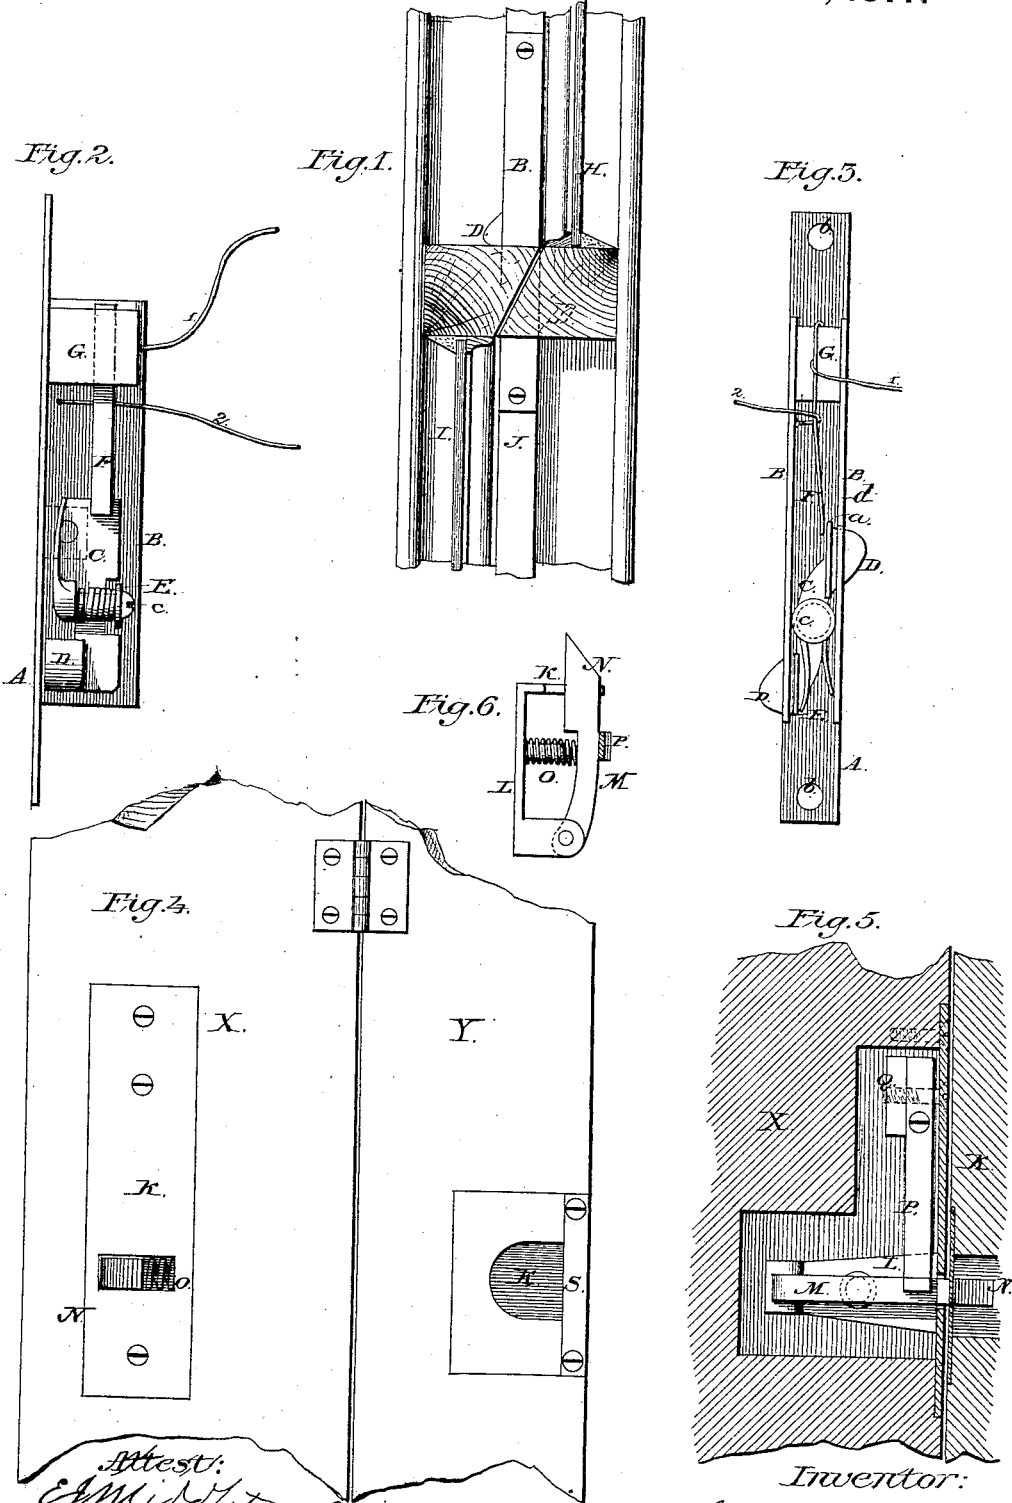 Fig. 2.
Fig. 1.
Fig. 3.
B.
H.
D.
E.
I.
J.
1.
G.
2.
F
C.
B.
E.
c.
D.
A
b.
G.
1.
2.
B
B.
F
d
a.
D.
C.
c.
D.
E.
A.
b.
Fig. 6.
K.
N.
P.
O.
L
M
Fig. 4.
X.
Y.
K.
O.
N.
K.
S.
Fig. 5.
Q.
X
P.
L.
M.
N.
Attest:
Inventor: